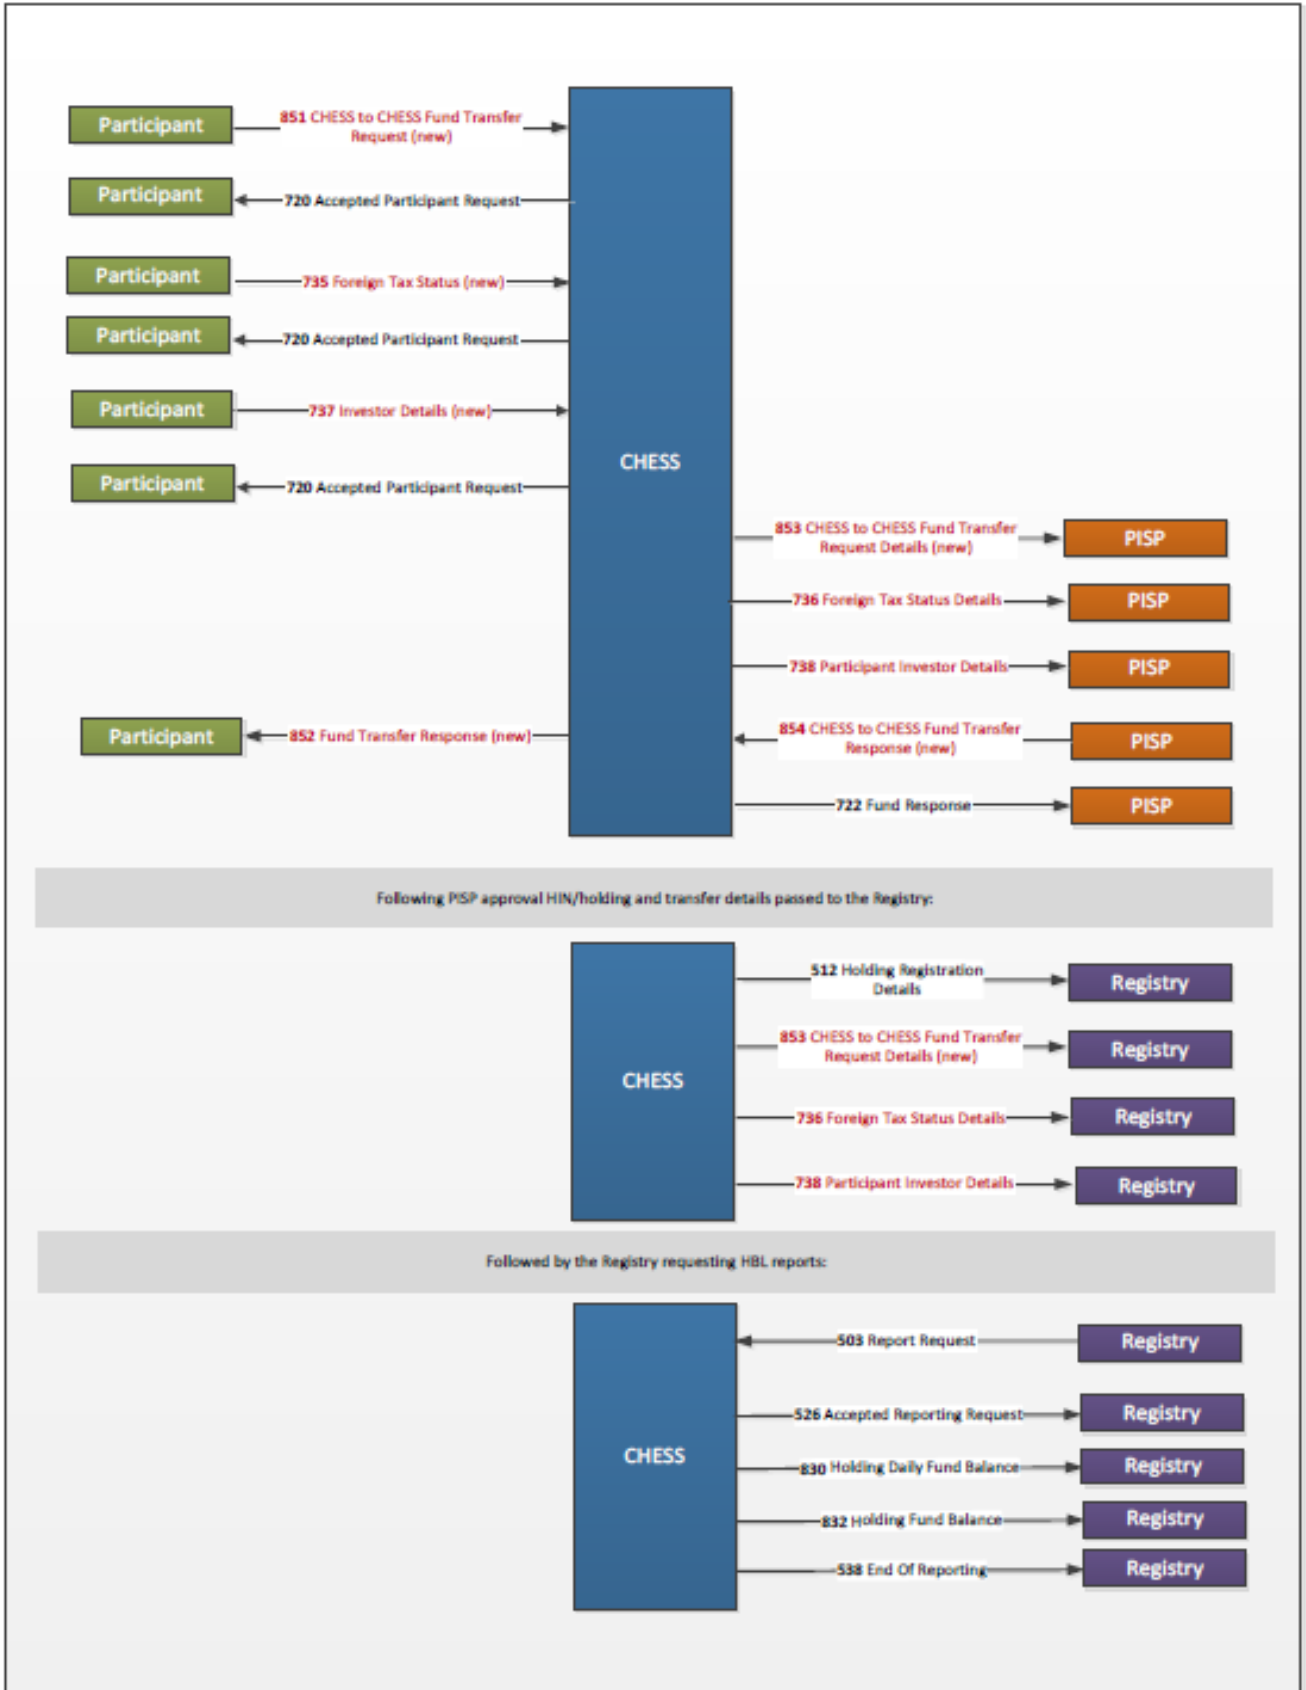 Participant
851 CHESS to CHESS Fund Transfer
Request (new)
Participant
720 Accepted Participant Request
Participant
735 Foreign Tax Status (new)
Participant
720 Accepted Participant Request
Participant
737 Investor Details (new)
CHESS
Participant
720 Accepted Participant Request
853 CHESS to CHESS Fund Transfer
Request Details (new)
PISP
736 Foreign Tax Status Details
PISP
738 Participant Investor Details
PISP
Participant
852 Fund Transfer Response (new)
854 CHESS to CHESS Fund Transfer
Response (new)
PISP
722 Fund Response
PISP
Following PISP approval HIN/holding and transfer details passed to the Registry:
512 Holding Registration
Details
Registry
853 CHESS to CHESS Fund Transfer
Request Details (new)
Registry
CHESS
736 Foreign Tax Status Details
Registry
738 Participant Investor Details
Registry
Followed by the Registry requesting HBL reports:
503 Report Request
Registry
526 Accepted Reporting Request
Registry
CHESS
830 Holding Daily Fund Balance
Registry
832 Holding Fund Balance
Registry
538 End Of Reporting
Registry